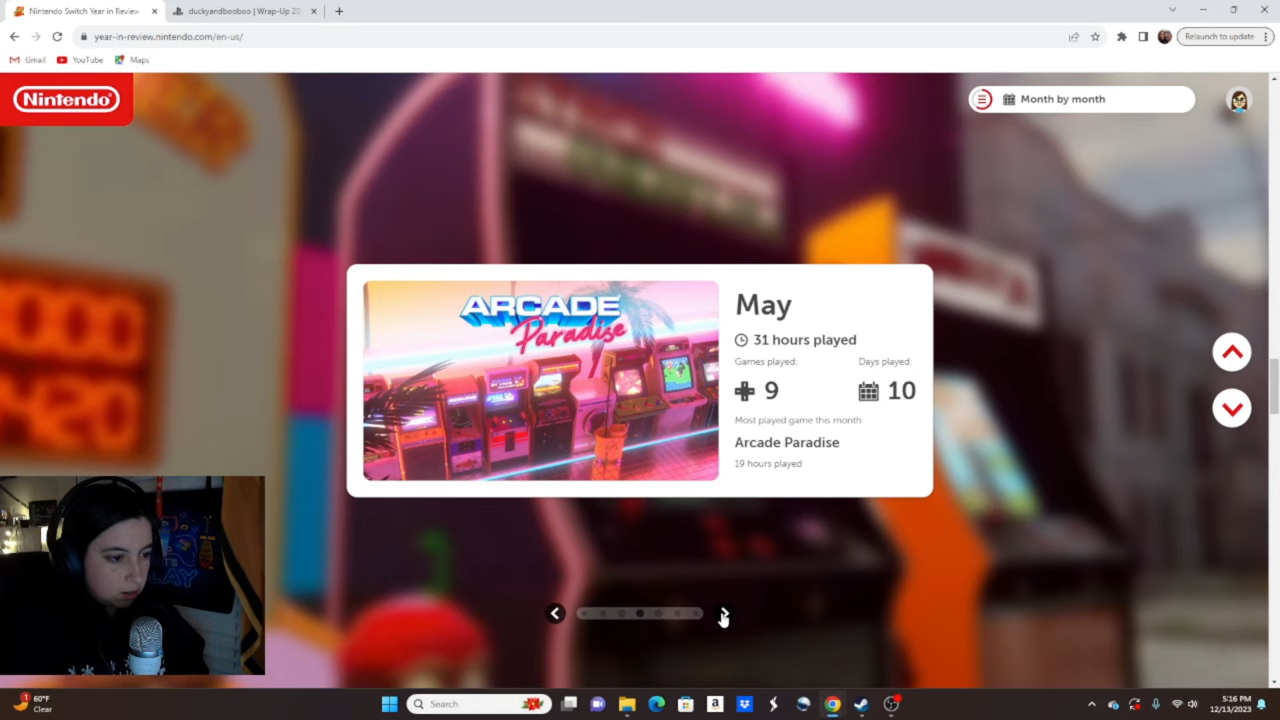 Nintendo Switch Year in Review
duckyandbooboo | Wrap-Up 20
year-in-review.nintendo.com/en-us/
Relaunch to update
Gmail
YouTube
Maps
Nintendo
Month by month
ARCADE
Paradise
May
31 hours played
Games played:
Days played:
9
10
Most played game this month:
Arcade Paradise
19 hours played
1
60°F
Clear
Search
5:16 PM
12/13/2023